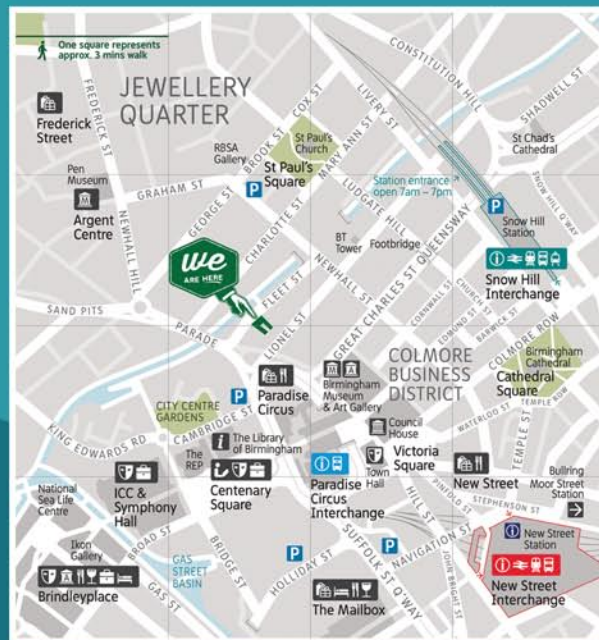 One square represents
approx. 3 mins walk
JEWELLERY
QUARTER
CONSTITUTION HILL
SHADWELL ST
LIVERY ST
COX ST
BROOK ST
MARY ANN ST
FREDERICK ST
Frederick
Street
St Chad's
Cathedral
St Paul's
Church
RBSA
Gallery
St Paul's
Square
SNOW HILL Q'WAY
Pen
Museum
Station entrance
open 7am – 7pm
GRAHAM ST
P
P
Argent
Centre
GEORGE ST
CHARLOTTE ST
LUDGATE HILL
Snow Hill
Station
NEWHALL HILL
BT
Tower
Footbridge
GREAT CHARLES ST QUEENSWAY
we
ARE HERE
NEWHALL ST
Snow Hill
Interchange
FLEET ST
CORNWALL ST
CHURCH ST
EDMUND ST
BARWICK ST
SAND PITS
PARADE
LIONEL ST
COLMORE ROW
COLMORE
BUSINESS
DISTRICT
Birmingham
Cathedral
Cathedral
Square
TEMPLE ROW
Paradise
Circus
Birmingham
Museum
& Art Gallery
P
CITY CENTRE
GARDENS
CAMBRIDGE ST
WATERLOO ST
TEMPLE ST
Council
House
KING EDWARDS RD
i
The Library
of Birmingham
The
REP
Victoria
Square
Town
Hall
New Street
Bullring
Moor Street
Station
ICC &
Symphony
Hall
Centenary
Square
Paradise
Circus
Interchange
National
Sea Life
Centre
PINFOLD ST
STEPHENSON ST
HILL ST
New Street
Station
Ikon
Gallery
BROAD ST
BRIDGE ST
GAS
STREET
BASIN
P
P
HOLLIDAY ST
SUFFOLK ST Q'WAY
NAVIGATION ST
JOHN BRIGHT ST
New Street
Interchange
Brindleyplace
GAS ST
The Mailbox